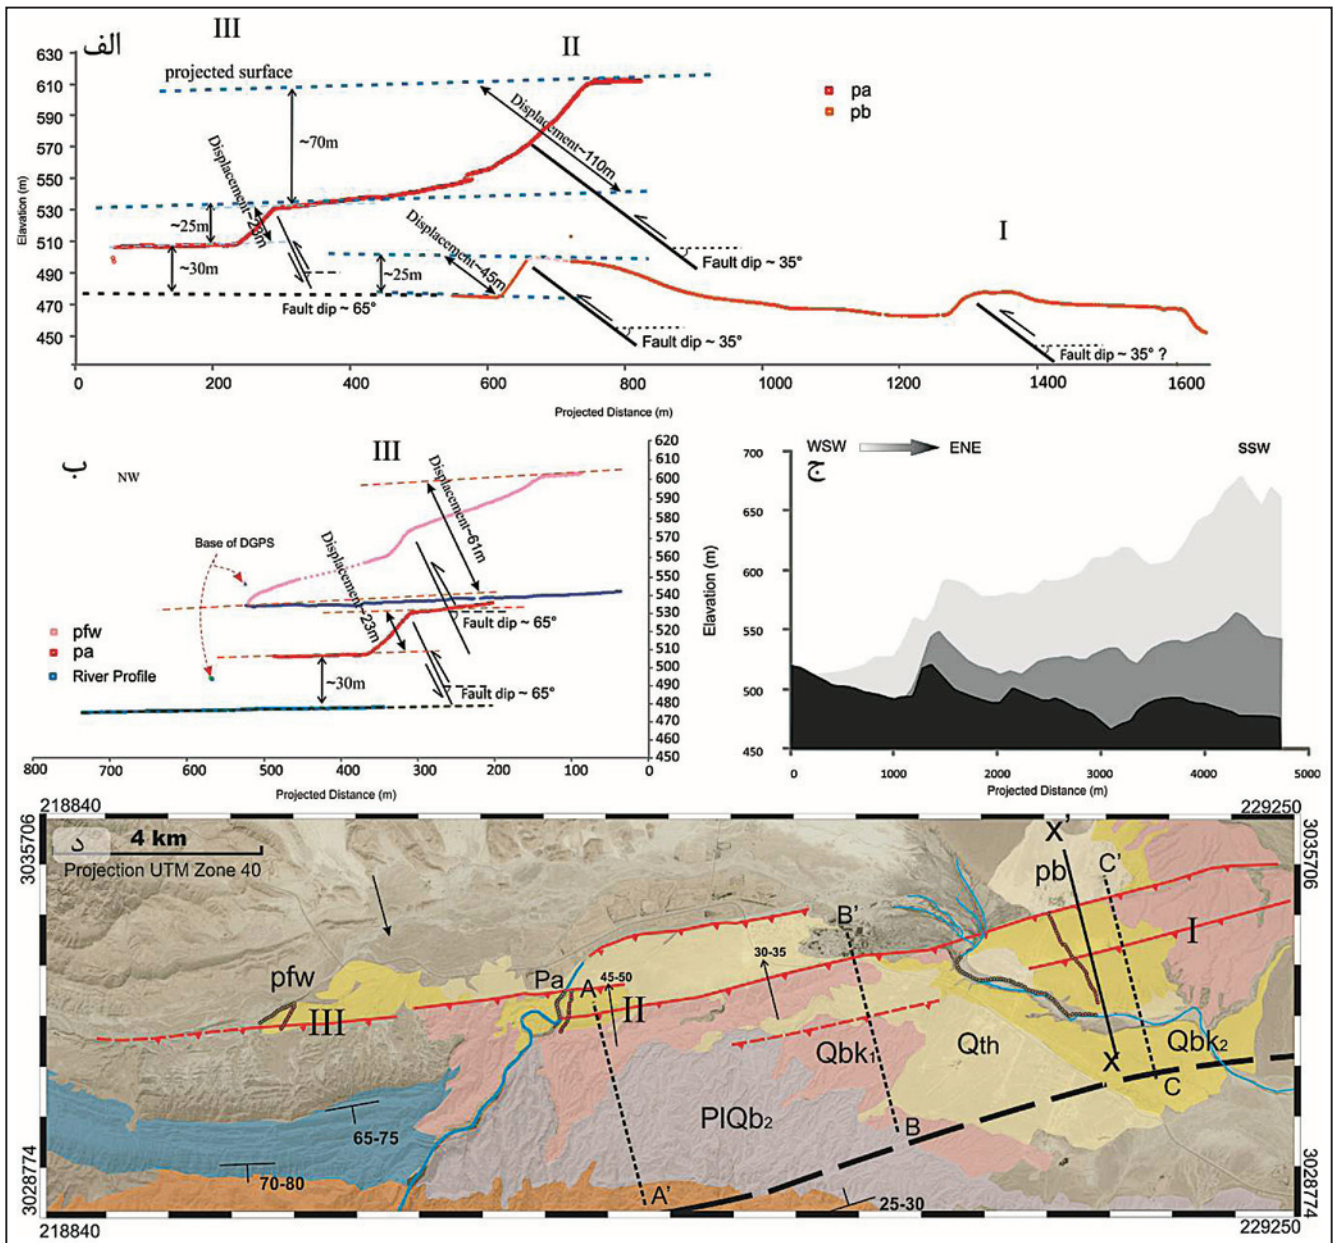 الف
III
II
I
630
610
590
570
550
530
510
490
470
450
Elavation (m)
projected surface
~70m
~25m
~30m
Displacement~23m
Displacement~110m
Displacement~45m
~25m
Fault dip ~ 65°
Fault dip ~ 35°
Fault dip ~ 35°
Fault dip ~ 35° ?
pa
pb
0 200 400 600 800 1000 1200 1400 1600
Projected Distance (m)
ب
NW
III
Base of DGPS
Displacement~61m
Displacement~23m
Fault dip ~ 65°
Fault dip ~ 65°
~30m
pfw
pa
River Profile
620
610
600
590
580
570
560
550
540
530
520
510
500
490
480
470
460
450
800 700 600 500 400 300 200 100 0
Projected Distance (m)
WSW ENE
SSW
ج
700
650
600
550
500
450
Elavation (m)
0 1000 2000 3000 4000 5000
Projected Distance (m)
218840 229250
3035706 3035706
د 4 km
Projection UTM Zone 40
X'
pb
C'
B'
I
30-35
pfw
Pa
A
45-50
II
III
Qbk1
Qth
Qbk2
X
C
PlQb2
B
65-75
70-80
A'
25-30
3028774 3028774
218840 229250